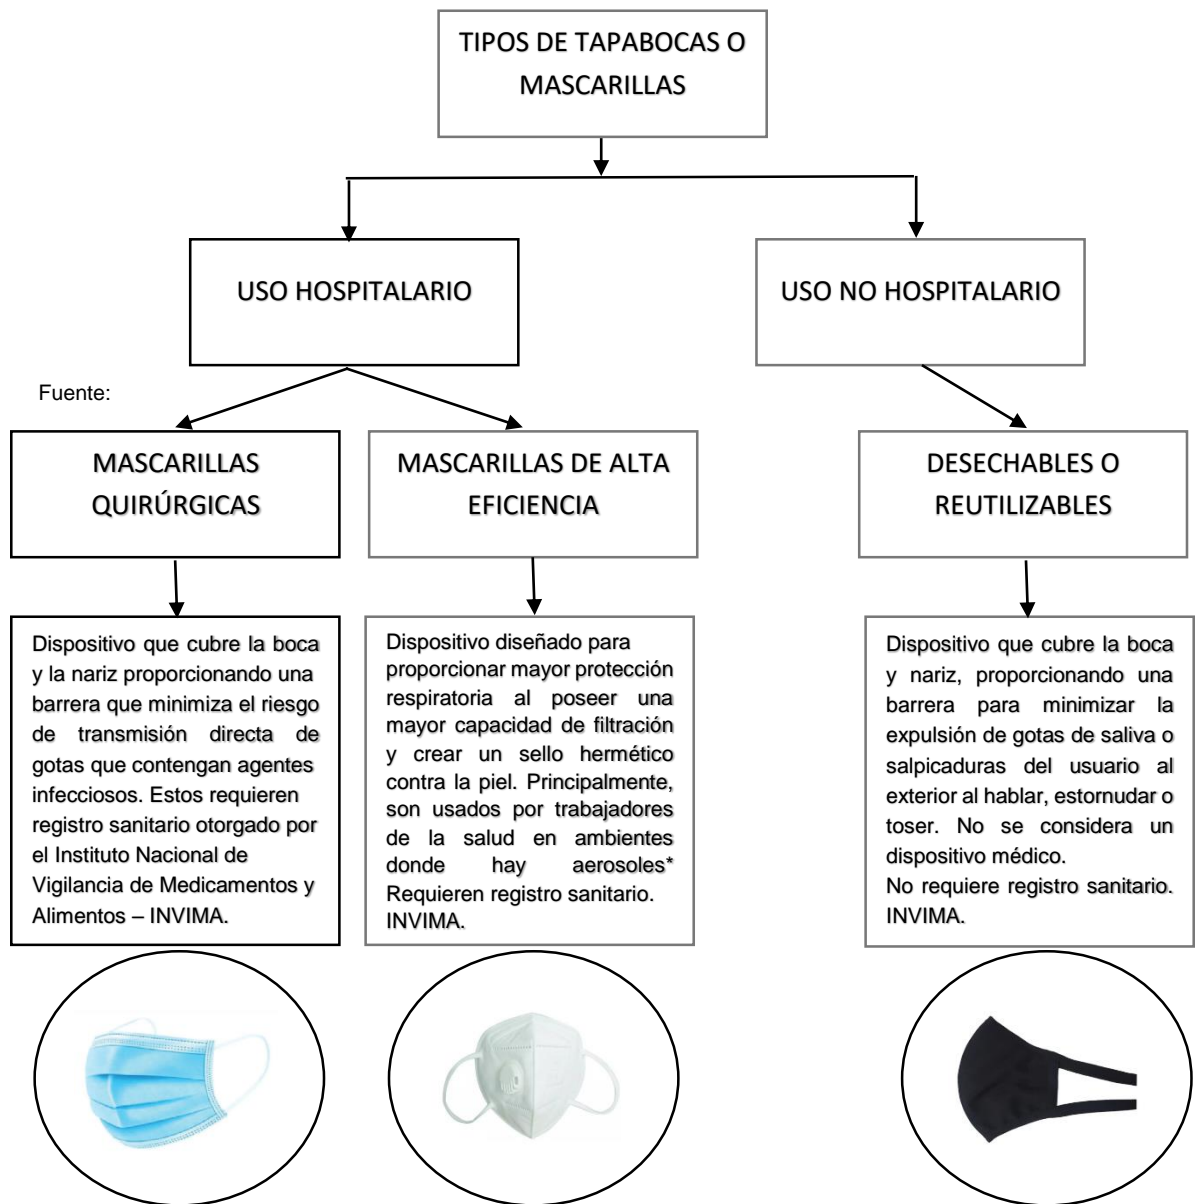 TIPOS DE TAPABOCAS O
MASCARILLAS
USO HOSPITALARIO
USO NO HOSPITALARIO
Fuente:
MASCARILLAS
QUIRÚRGICAS
MASCARILLAS DE ALTA
EFICIENCIA
DESECHABLES O
REUTILIZABLES
Dispositivo que cubre la boca
y la nariz proporcionando una
barrera que minimiza el riesgo
de transmisión directa de
gotas que contengan agentes
infecciosos. Estos requieren
registro sanitario otorgado por
el Instituto Nacional de
Vigilancia de Medicamentos y
Alimentos – INVIMA.
Dispositivo diseñado para
proporcionar mayor protección
respiratoria al poseer una
mayor capacidad de filtración
y crear un sello hermético
contra la piel. Principalmente,
son usados por trabajadores
de la salud en ambientes
donde hay aerosoles*
Requieren registro sanitario.
INVIMA.
Dispositivo que cubre la boca
y nariz, proporcionando una
barrera para minimizar la
expulsión de gotas de saliva o
salpicaduras del usuario al
exterior al hablar, estornudar o
toser. No se considera un
dispositivo médico.
No requiere registro sanitario.
INVIMA.